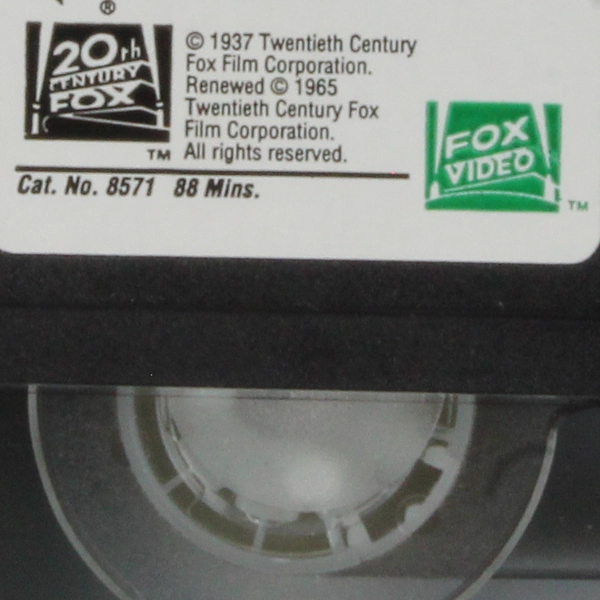 ®
20th
CENTURY
FOX
TM
© 1937 Twentieth Century
Fox Film Corporation.
Renewed © 1965
Twentieth Century Fox
Film Corporation.
All rights reserved.
Cat. No. 8571 88 Mins.
FOX
VIDEO
TM